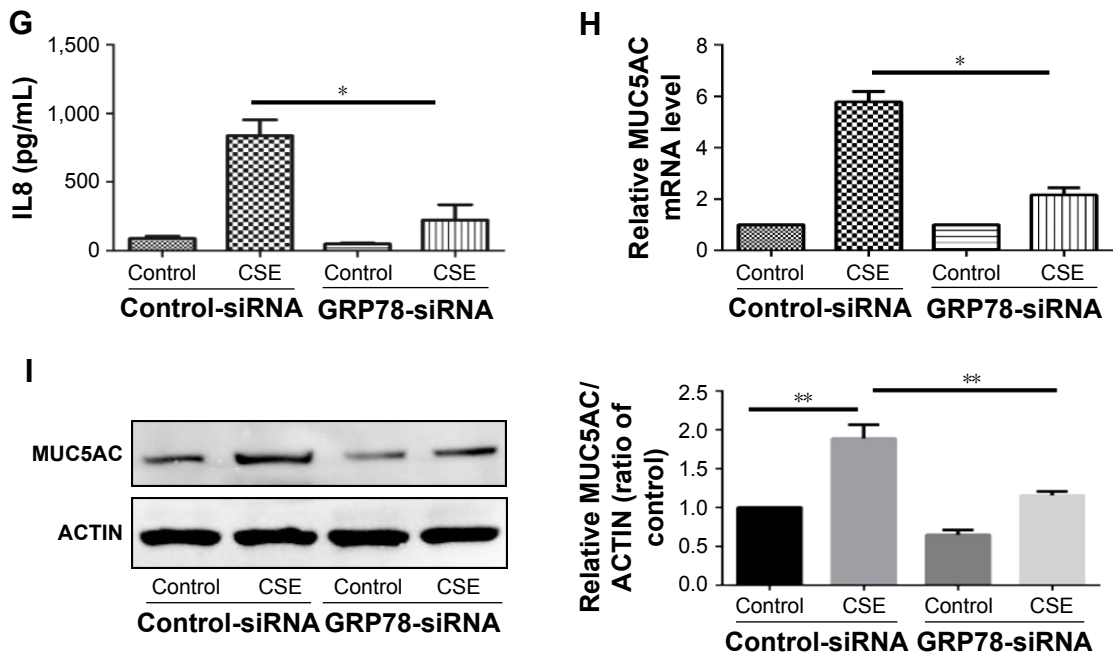 G
IL8 (pg/mL)
1,500
1,000
500
0
*
Control
CSE
Control
CSE
Control-siRNA
GRP78-siRNA
H
Relative MUC5AC
mRNA level
8
6
4
2
0
*
Control
CSE
Control
CSE
Control-siRNA
GRP78-siRNA
I
MUC5AC
ACTIN
Control
CSE
Control
CSE
Control-siRNA
GRP78-siRNA
Relative MUC5AC/
ACTIN (ratio of
control)
2.5
2.0
1.5
1.0
0.5
0.0
**
**
Control
CSE
Control
CSE
Control-siRNA
GRP78-siRNA